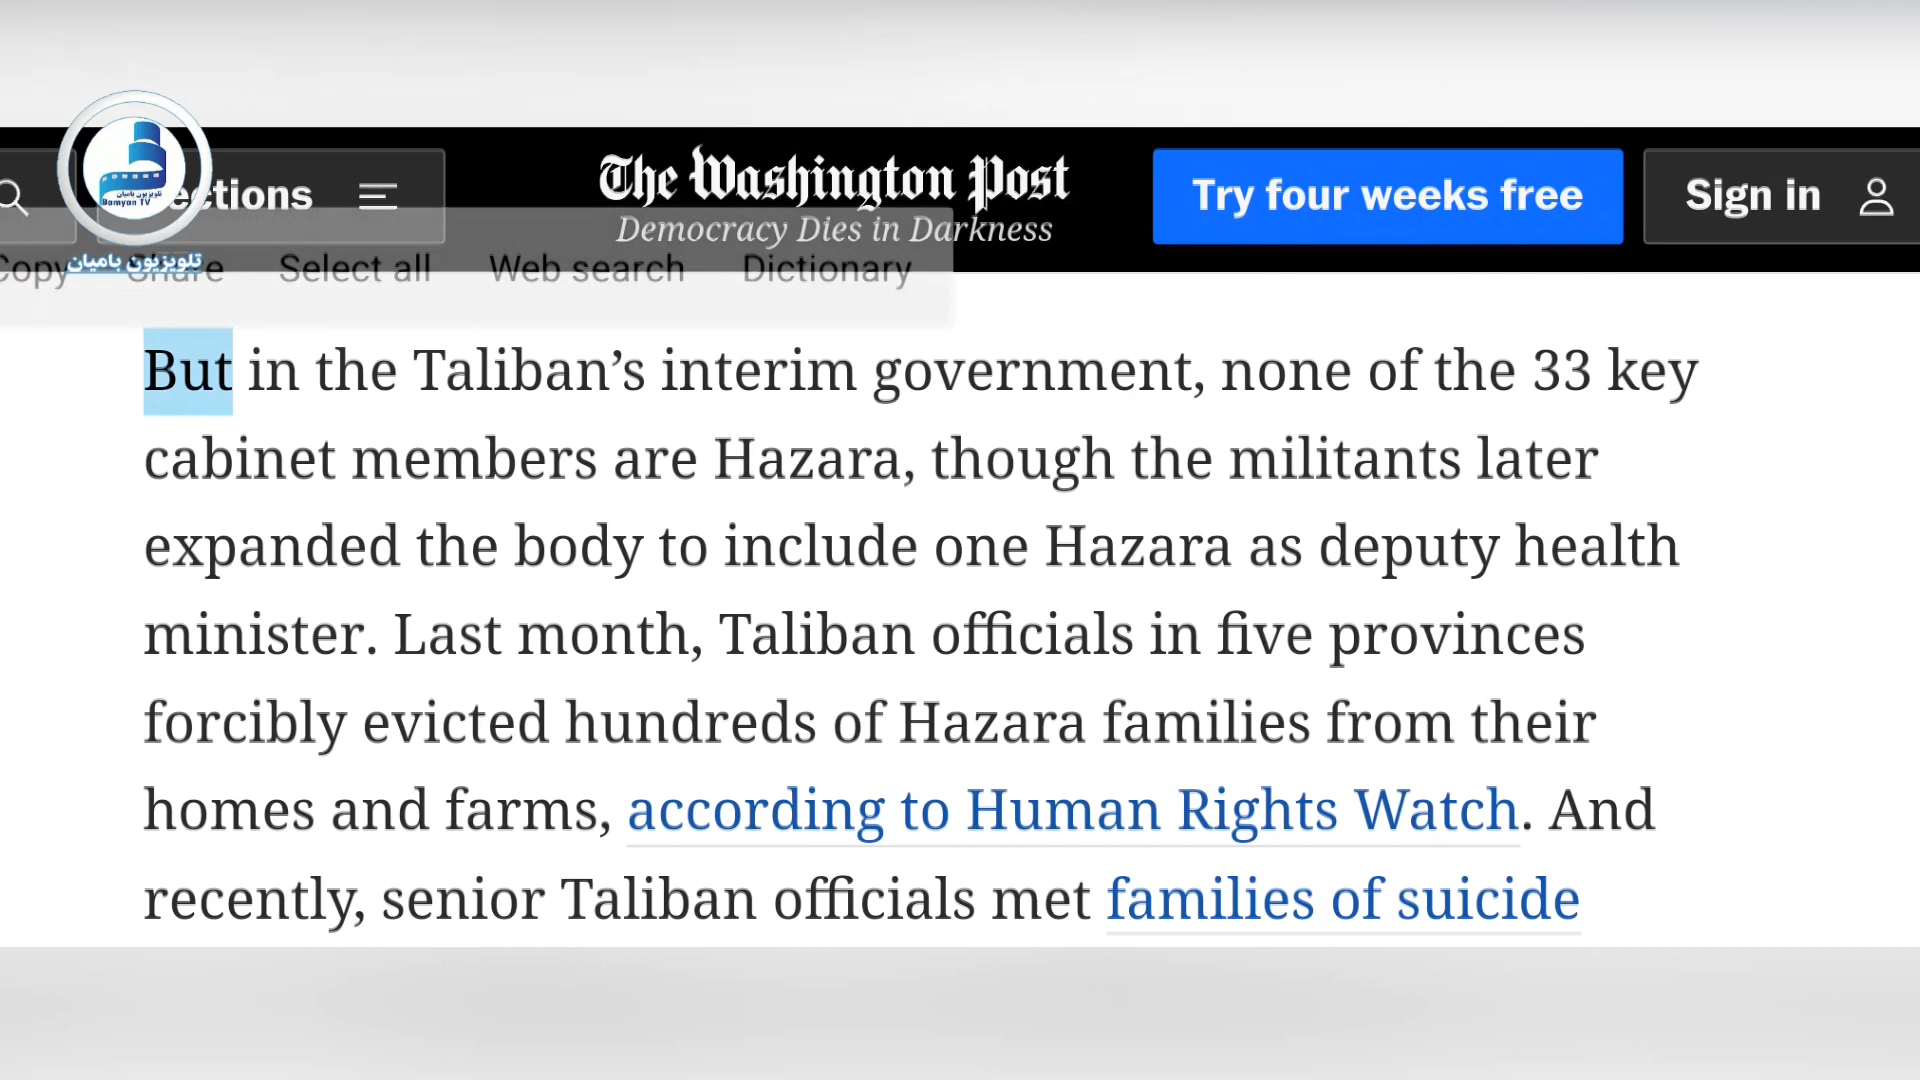 تلویزیون بامیان
Bamyan TV
ections
The Washington Post
Democracy Dies in Darkness
Try four weeks free
Sign in
تلویزیون بامیان
Copy Share Select all Web search Dictionary
But in the Taliban’s interim government, none of the 33 key
cabinet members are Hazara, though the militants later
expanded the body to include one Hazara as deputy health
minister. Last month, Taliban officials in five provinces
forcibly evicted hundreds of Hazara families from their
homes and farms, according to Human Rights Watch. And
recently, senior Taliban officials met families of suicide